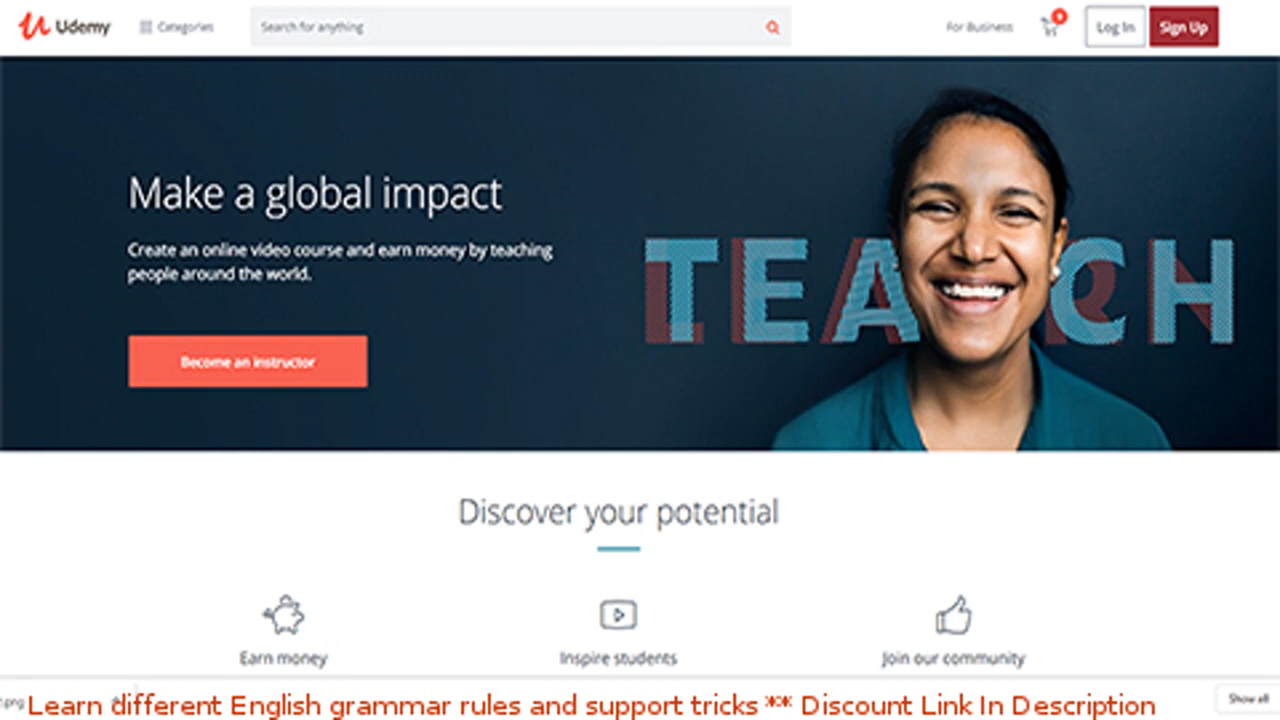 Udemy
Categories
Search for anything
For Business
Log In
Sign Up
Make a global impact
Create an online video course and earn money by teaching
people around the world.
TEACH
Become an instructor
Discover your potential
Earn money
Inspire students
Join our community
.png
Show all
Learn different English grammar rules and support tricks ** Discount Link In Description